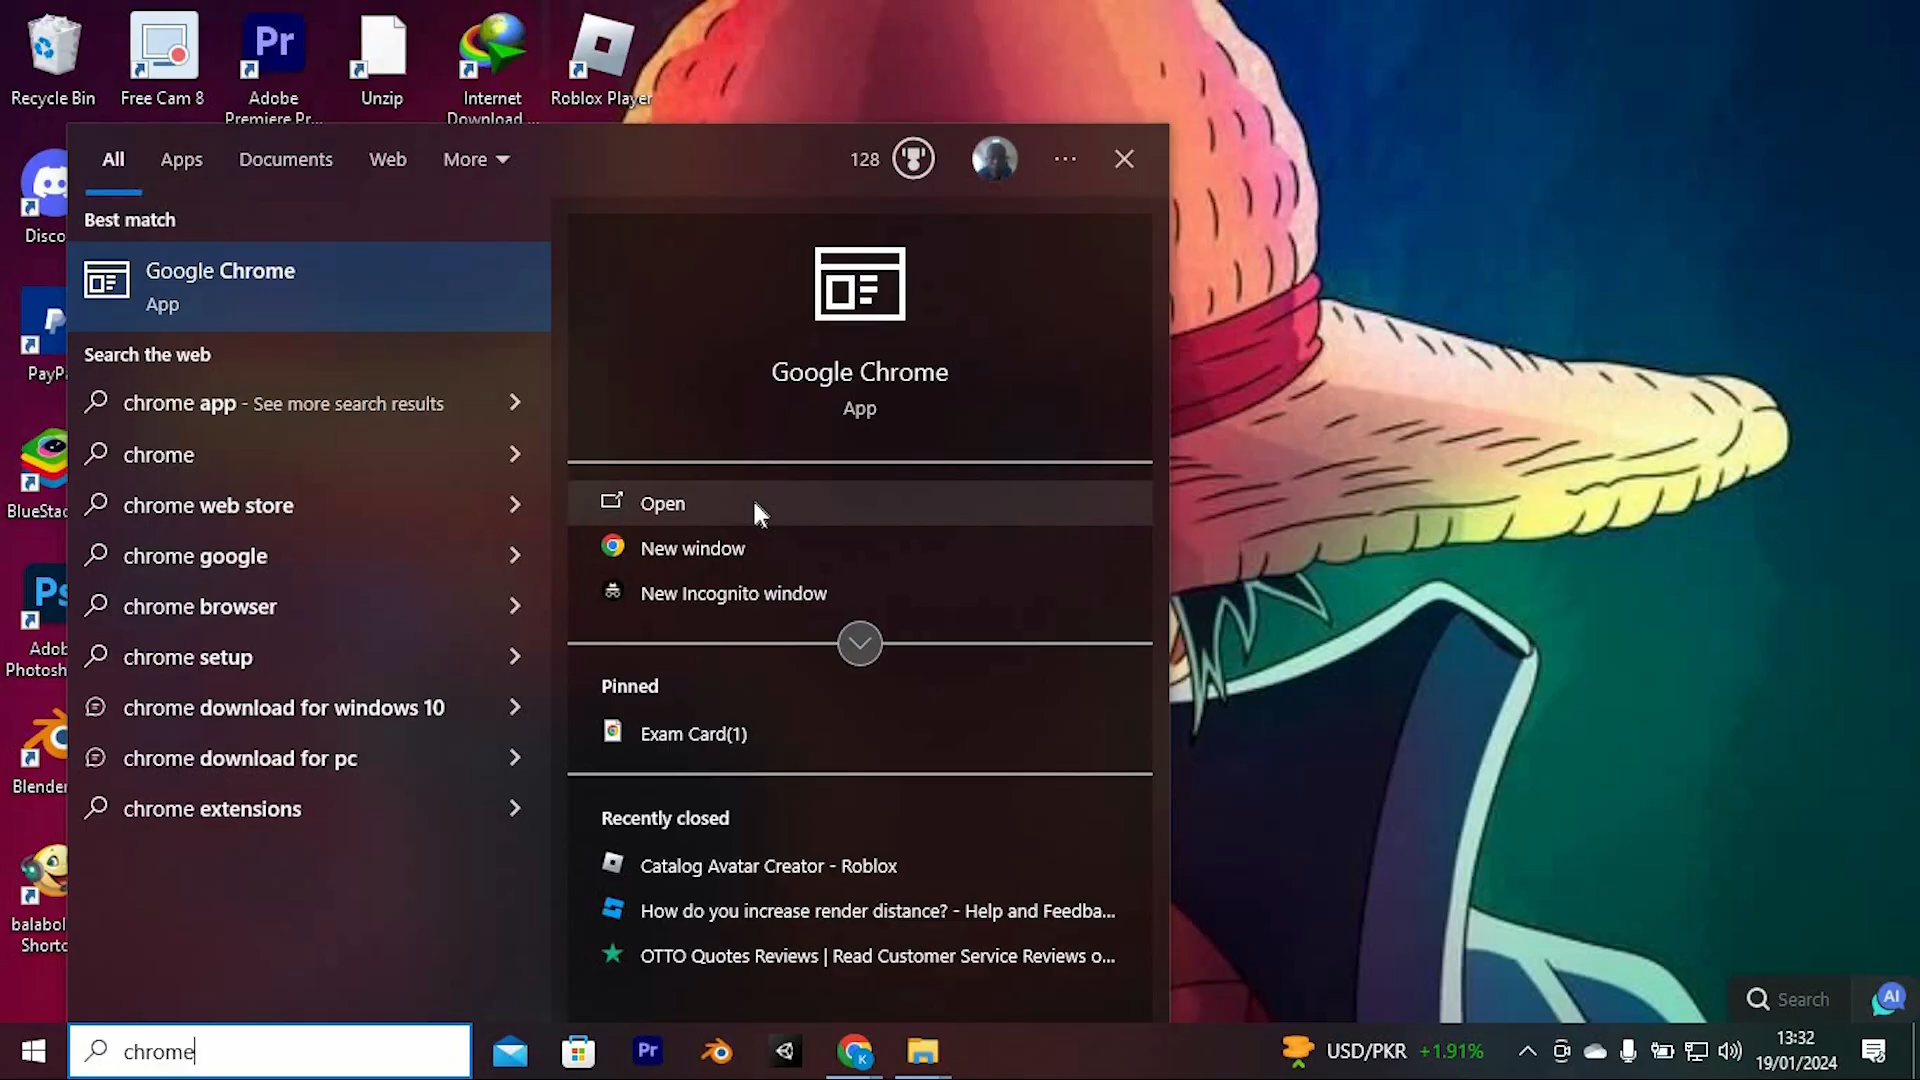 Recycle Bin
Free Cam 8
Adobe
Premiere Pr...
Unzip
Internet
Download ...
Roblox Player
Pr
Disco
PayPa
BlueStac
Ps
Adob
Photosh
Blender
balabol
Shortc
All
Apps
Documents
Web
More
128
Best match
Google Chrome
App
Search the web
chrome app - See more search results
chrome
chrome web store
chrome google
chrome browser
chrome setup
chrome download for windows 10
chrome download for pc
chrome extensions
Google Chrome
App
Open
New window
New Incognito window
Pinned
Exam Card(1)
Recently closed
Catalog Avatar Creator - Roblox
How do you increase render distance? - Help and Feedba...
OTTO Quotes Reviews | Read Customer Service Reviews o...
Search
AI
chrome
Pr
K
USD/PKR +1.91%
13:32
19/01/2024